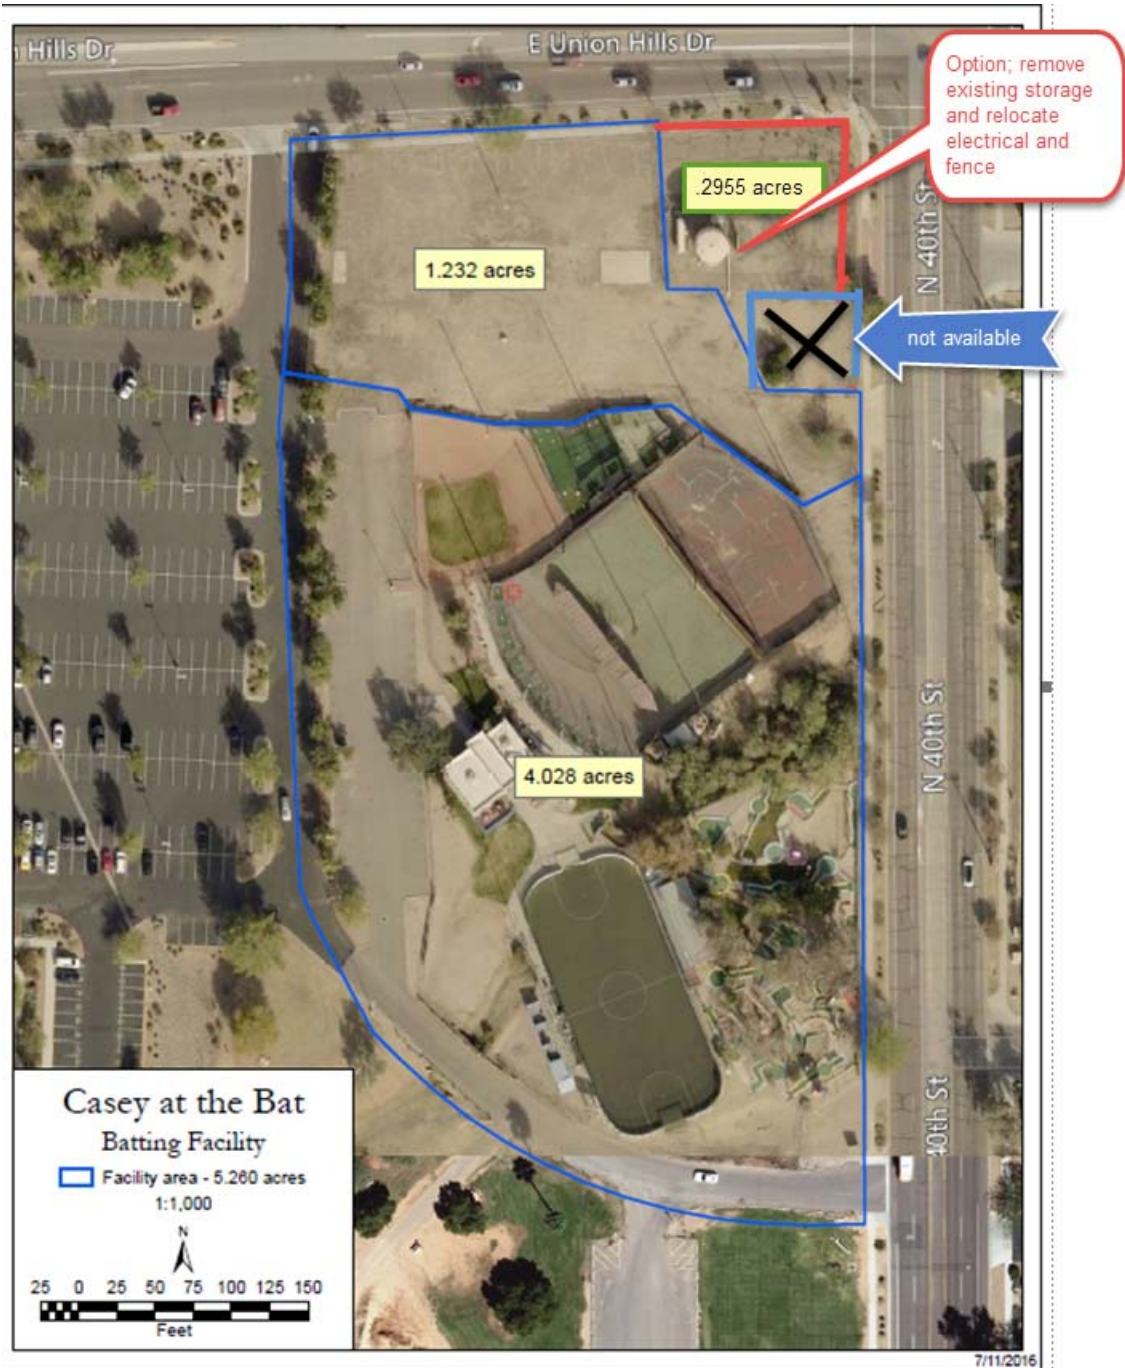 n Hills Dr
E Union Hills Dr
Option; remove
existing storage
and relocate
electrical and
fence
.2955 acres
N 40th St
1.232 acres
not available
N 40th St
4.028 acres
40th St
Casey at the Bat
Batting Facility
Facility area - 5.260 acres
1:1,000
N
25 0 25 50 75 100 125 150
Feet
7/11/2016